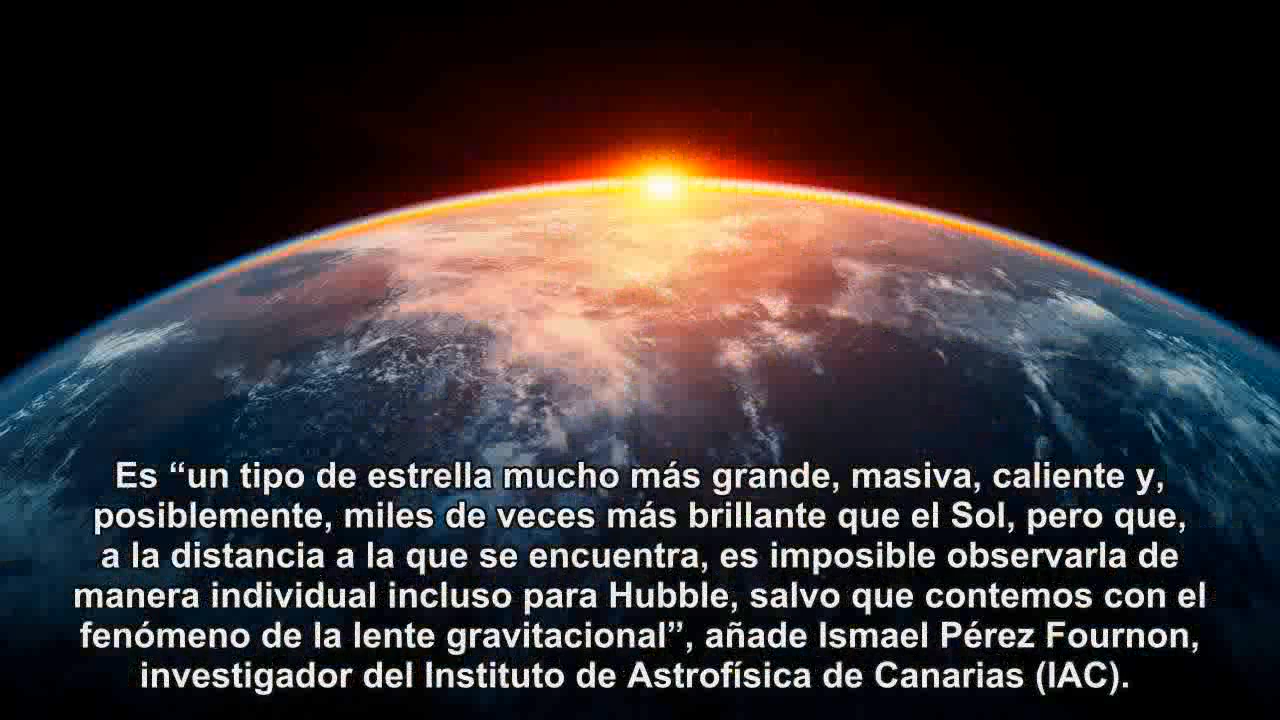 Es “un tipo de estrella mucho más grande, masiva, caliente y,
posiblemente, miles de veces más brillante que el Sol, pero que,
a la distancia a la que se encuentra, es imposible observarla de
manera individual incluso para Hubble, salvo que contemos con el
fenómeno de la lente gravitacional”, añade Ismael Pérez Fournon,
investigador del Instituto de Astrofísica de Canarias (IAC).